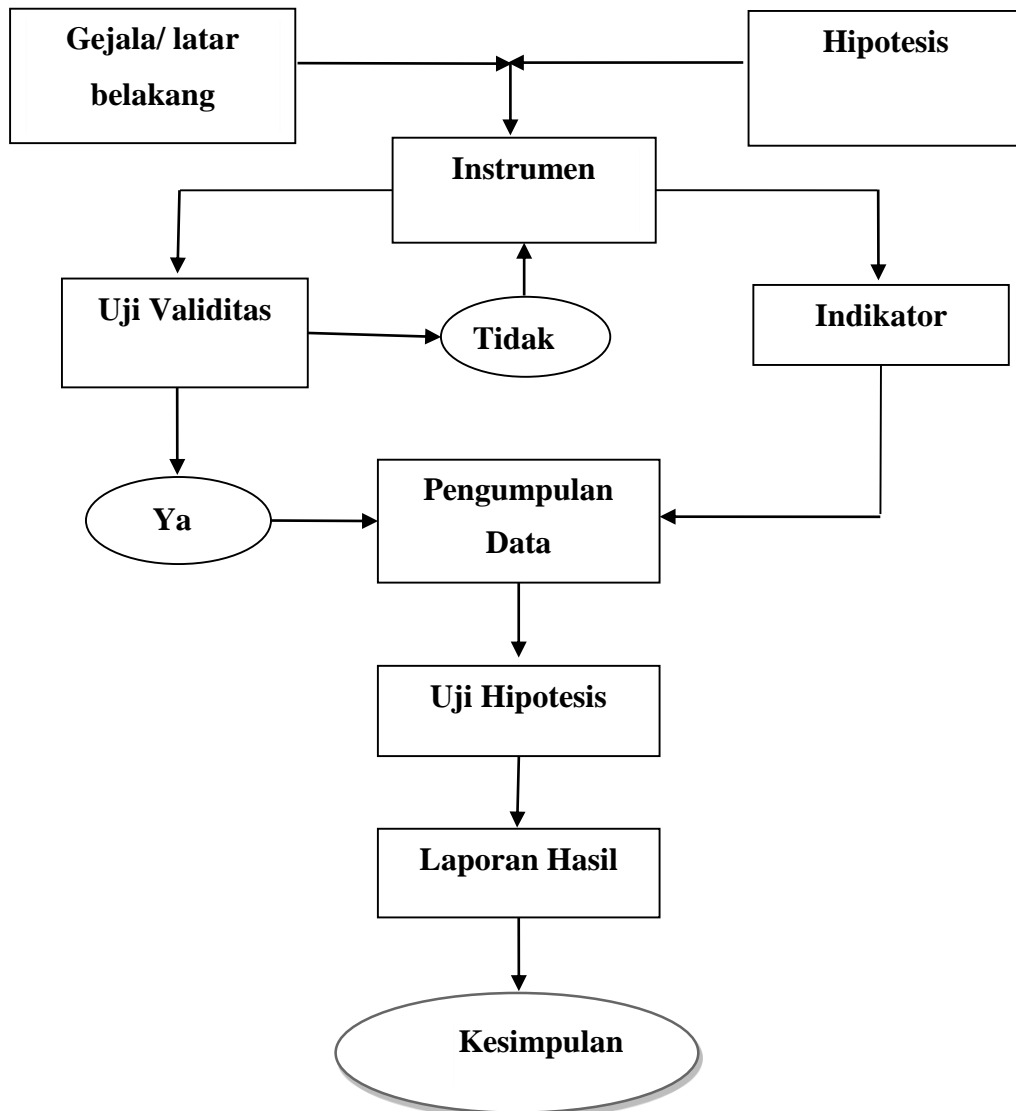 Gejala/ latar
belakang
Hipotesis
Instrumen
Uji Validitas
Tidak
Indikator
Ya
Pengumpulan
Data
Uji Hipotesis
Laporan Hasil
Kesimpulan